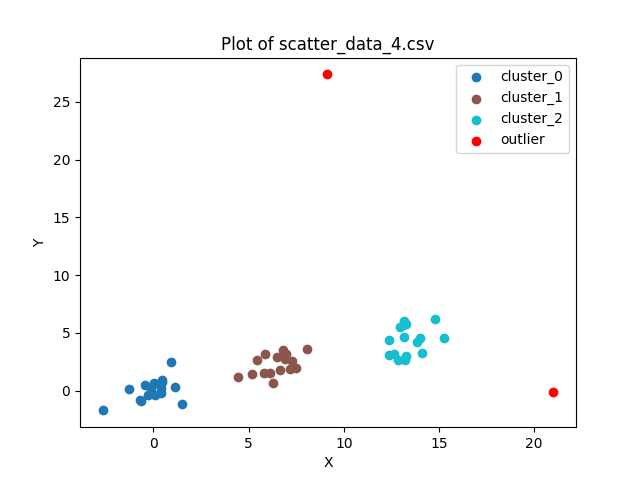 Plot of scatter_data_4.csv
cluster_0
cluster_1
cluster_2
outlier
Y
25
20
15
10
5
0
0 5 10 15 20
X